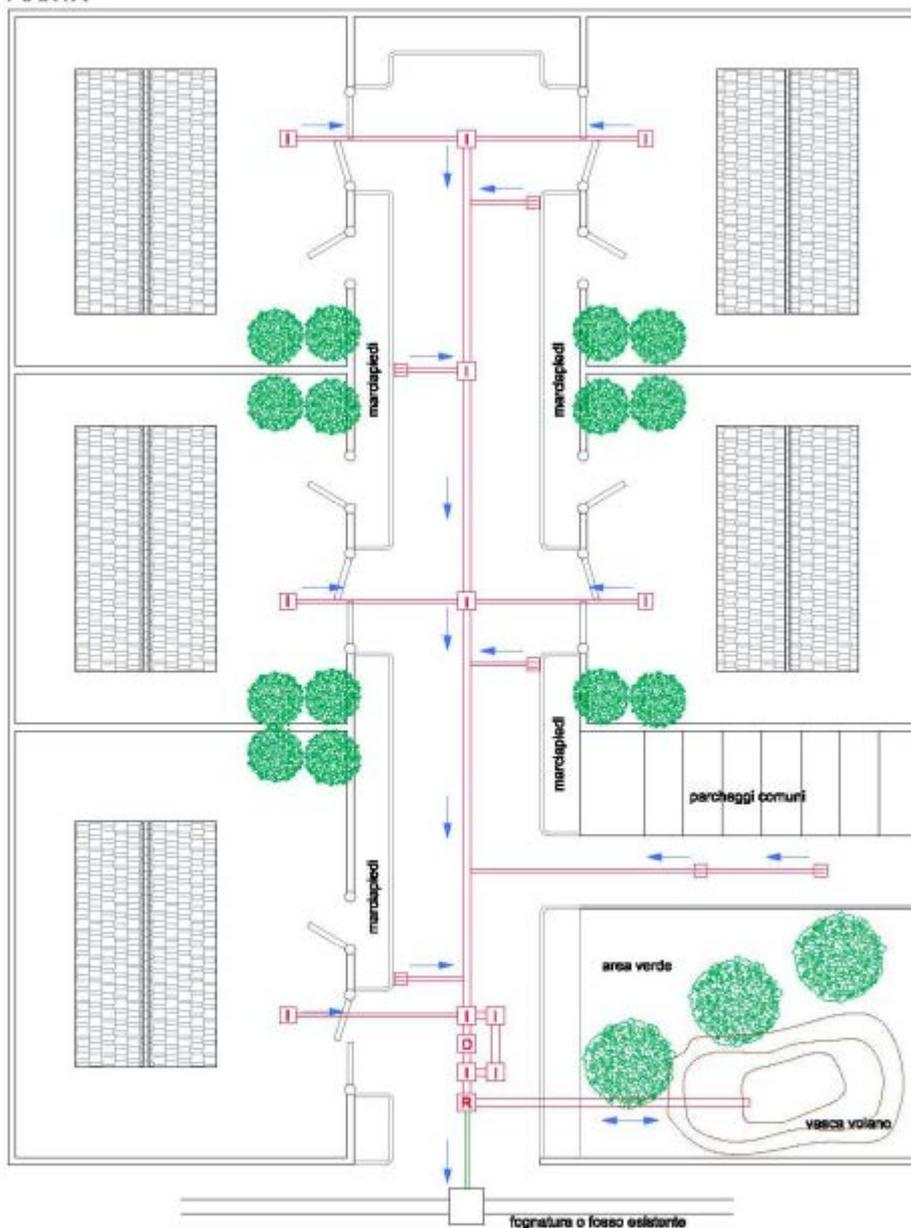 I
I
I
marciapiedi
marciapiedi
I
I
I
I
marciapiedi
parcheggi comuni
marciapiedi
area verde
I
I
I
D
I
I
R
vasca volano
fognatura o fosso esistente